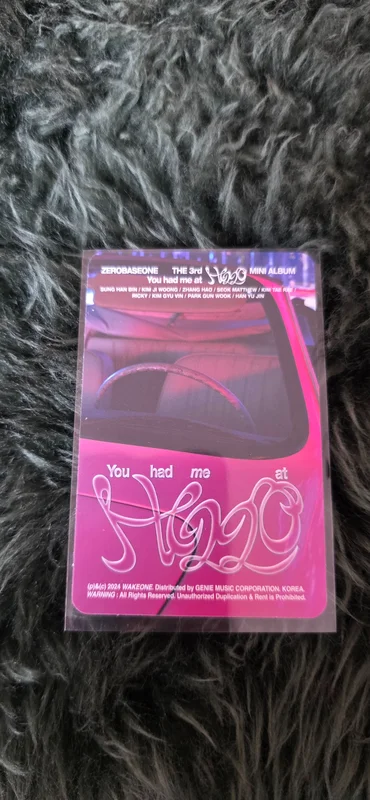 ZEROBASEONE THE 3rd Hello MINI ALBUM
You had me at
SUNG HAN BIN / KIM JI WOONG / ZHANG HAO / SEOK MATTHEW / KIM TAE RAE /
RICKY / KIM GYU VIN / PARK GUN WOOK / HAN YU JIN
You had me at
Hello
(p)&(c) 2024 WAKEONE. Distributed by GENIE MUSIC CORPORATION, KOREA.
WARNING : All Rights Reserved. Unauthorized Duplication & Rent is Prohibited.